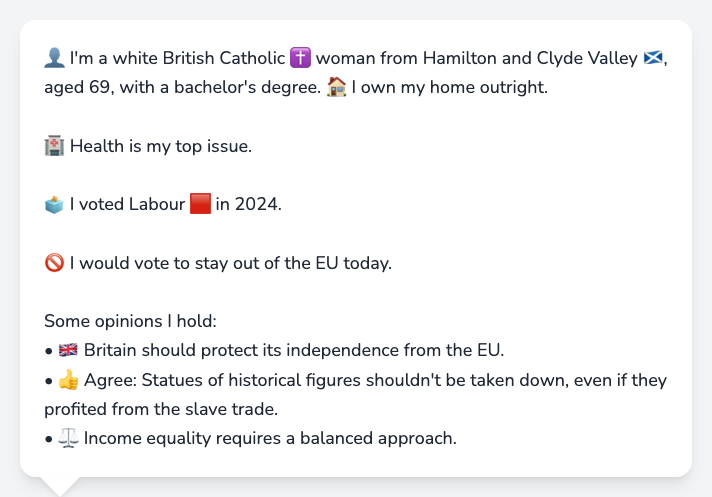 👤 I'm a white British Catholic ✝️ woman from Hamilton and Clyde Valley 🏴󠁧󠁢󠁳󠁣󠁴󠁿,
aged 69, with a bachelor's degree. 🏠 I own my home outright.
🏥 Health is my top issue.
🗳️ I voted Labour 🟥 in 2024.
🚫 I would vote to stay out of the EU today.
Some opinions I hold:
• 🇬🇧 Britain should protect its independence from the EU.
• 👍 Agree: Statues of historical figures shouldn't be taken down, even if they
profited from the slave trade.
• ⚖️ Income equality requires a balanced approach.